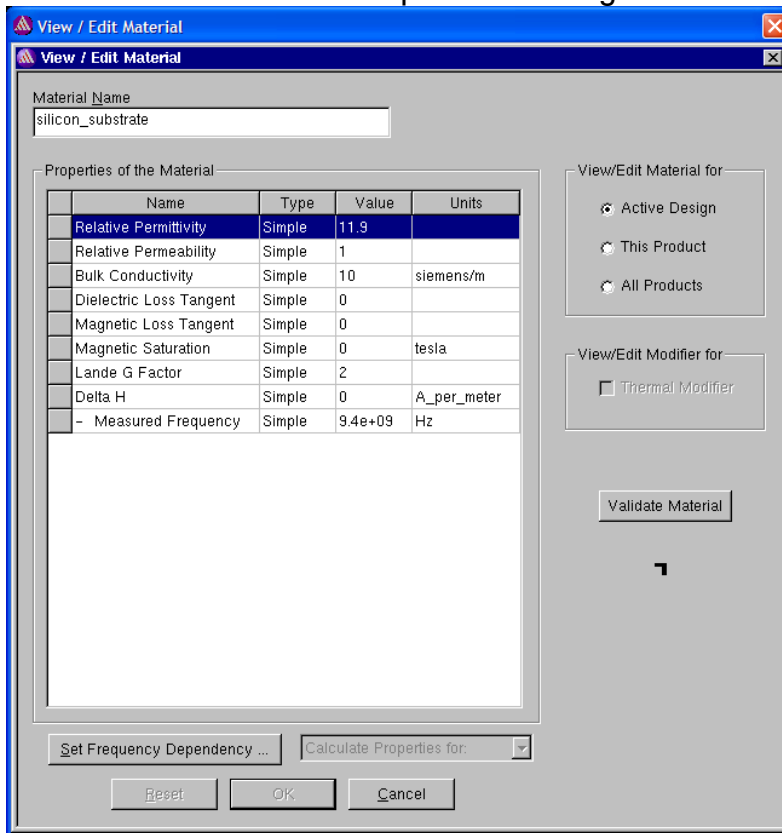 View / Edit Material
View / Edit Material
Material Name
silicon_substrate
Properties of the Material
Name Type Value Units
Relative Permittivity Simple 11.9
Relative Permeability Simple 1
Bulk Conductivity Simple 10 siemens/m
Dielectric Loss Tangent Simple 0
Magnetic Loss Tangent Simple 0
Magnetic Saturation Simple 0 tesla
Lande G Factor Simple 2
Delta H Simple 0 A_per_meter
- Measured Frequency Simple 9.4e+09 Hz
View/Edit Material for
Active Design
This Product
All Products
View/Edit Modifier for
Thermal Modifier
Validate Material
Set Frequency Dependency ... Calculate Properties for:
Reset OK Cancel